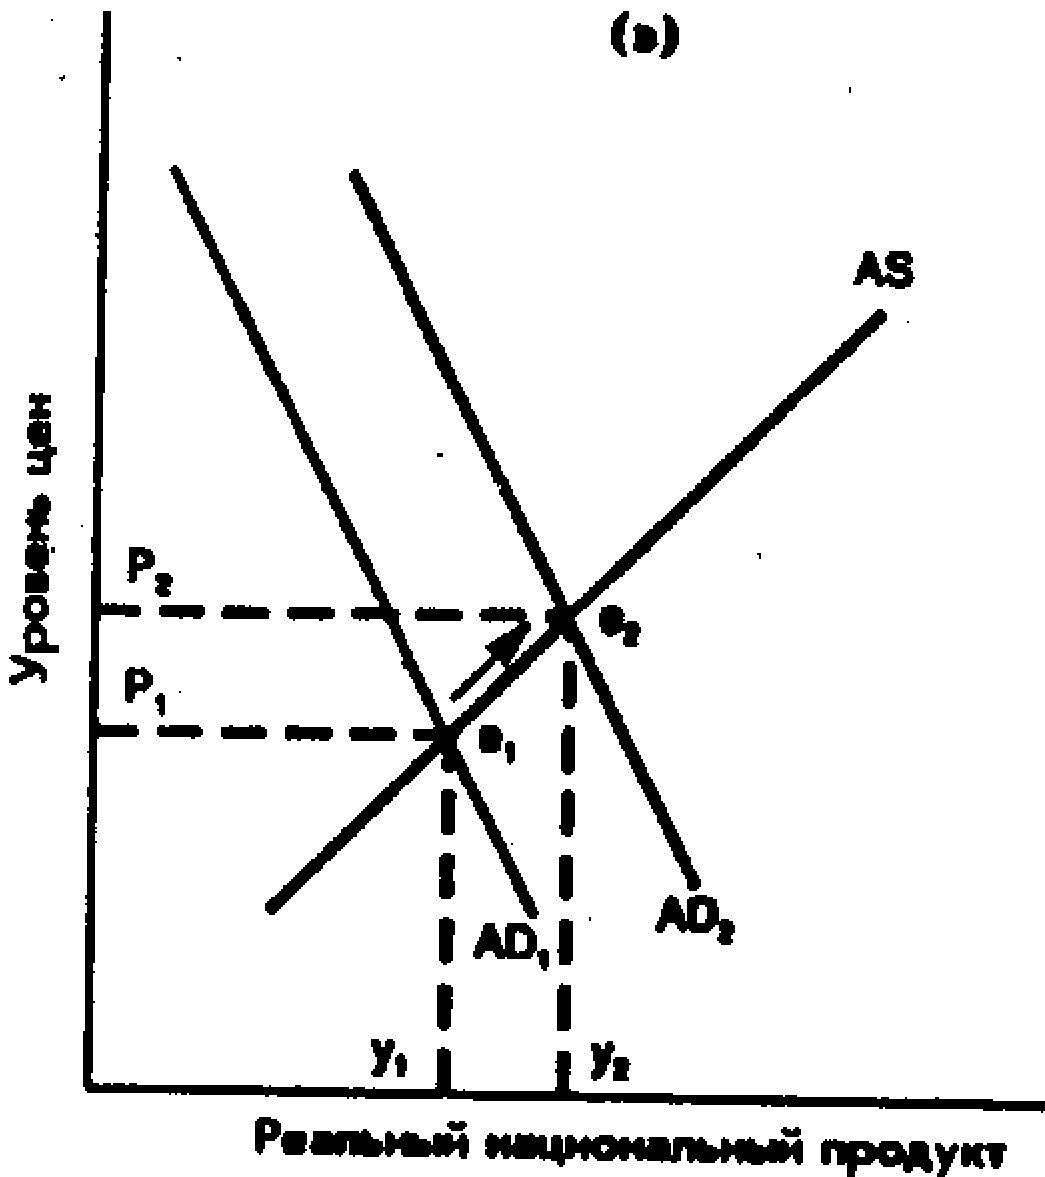 (в)
AS
Уровень цен
P₂
e₂
P₁
e₁
AD₂
AD₁
y₁
y₂
Реальный национальный продукт